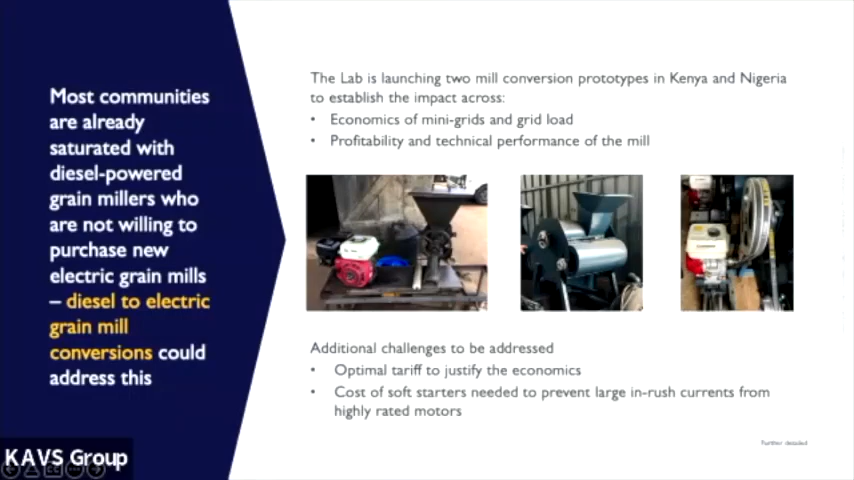 Most communities
are already
saturated with
diesel-powered
grain millers who
are not willing to
purchase new
electric grain mills
– diesel to electric
grain mill
conversions could
address this
The Lab is launching two mill conversion prototypes in Kenya and Nigeria
to establish the impact across:
• Economics of mini-grids and grid load
• Profitability and technical performance of the mill
Additional challenges to be addressed
• Optimal tariff to justify the economics
• Cost of soft starters needed to prevent large in-rush currents from
highly rated motors
Further detailed
KAVS Group